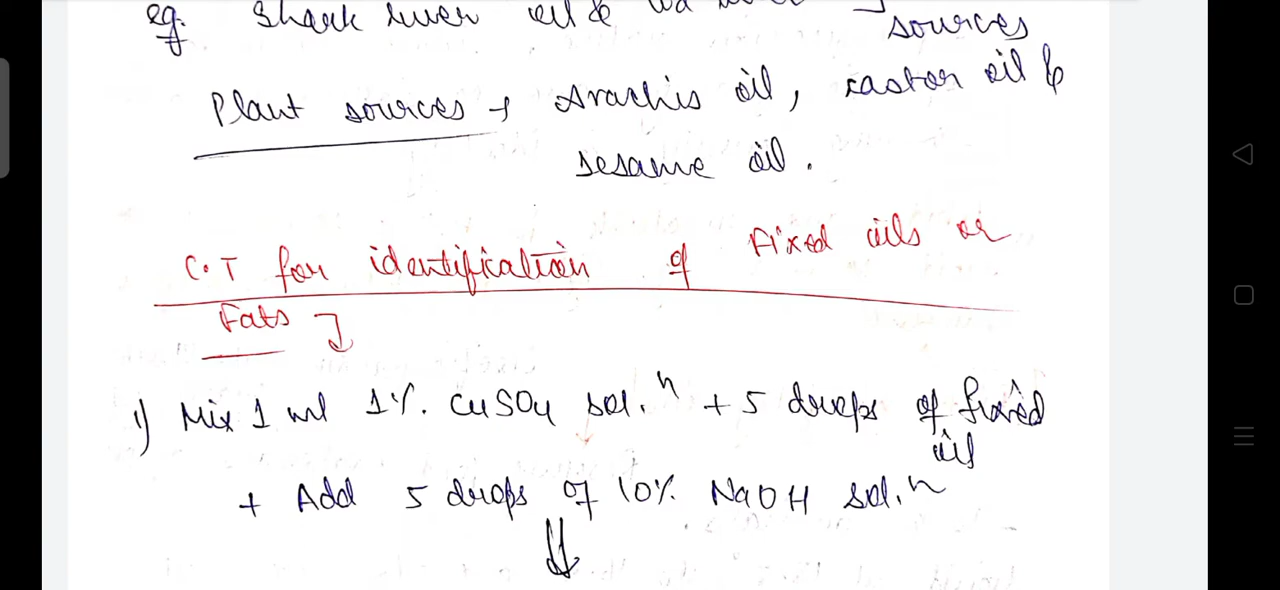 eg. Shark liver oil &
sources
Plant sources → Arachis oil, castor oil &
sesame oil.
C.T for identification of Fixed oils or
Fats
1) Mix 1 ml 1%. CuSO4 sol.n + 5 drops of fixed
oil
+ Add 5 drops of 10% NaOH sol.n